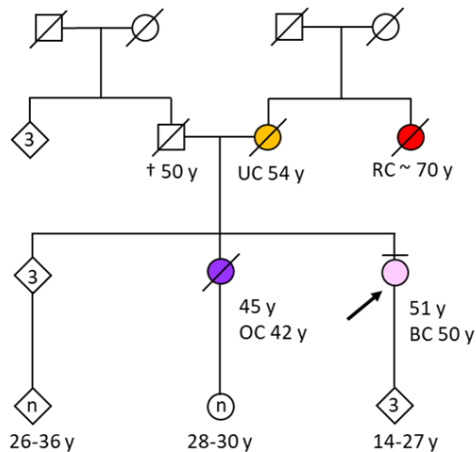 3
† 50 y
UC 54 y
RC ~ 70 y
3
45 y
OC 42 y
51 y
BC 50 y
n
n
3
26-36 y
28-30 y
14-27 y